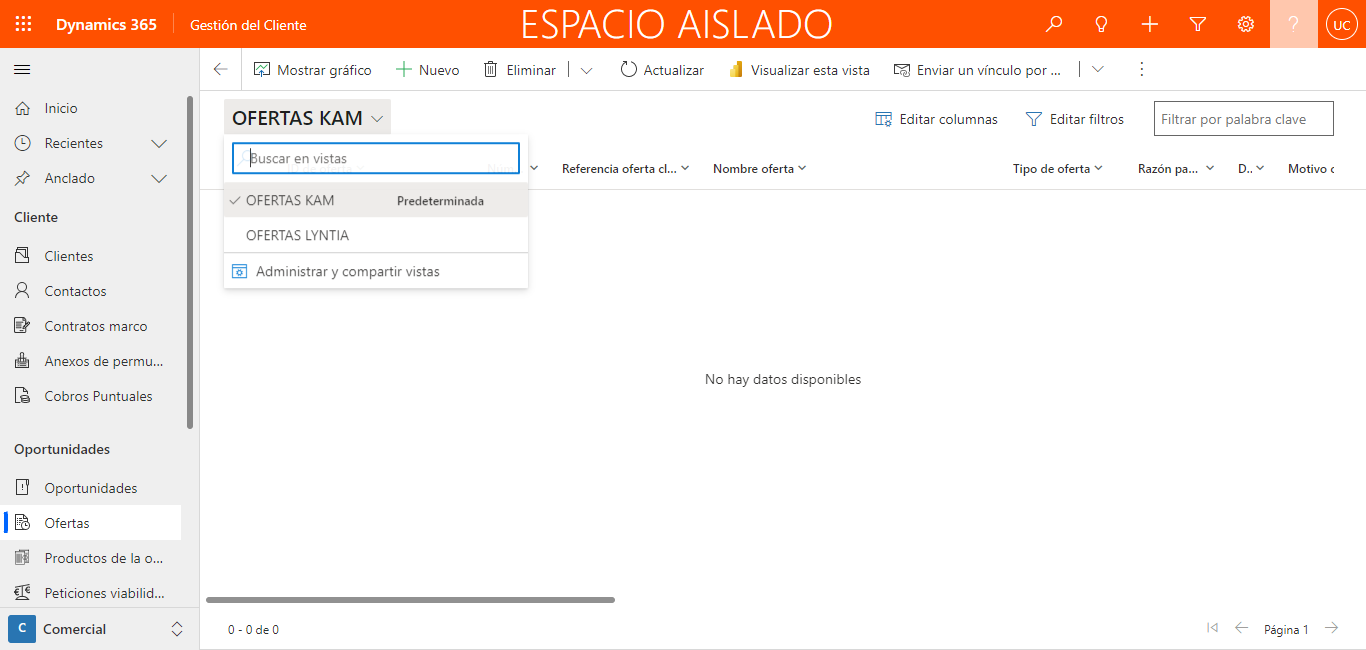 Dynamics 365
Gestión del Cliente
ESPACIO AISLADO
?
UC
Mostrar gráfico
Nuevo
Eliminar
Actualizar
Visualizar esta vista
Enviar un vínculo por ...
Inicio
Recientes
Anclado
Cliente
Clientes
Contactos
Contratos marco
Anexos de permu...
Cobros Puntuales
Oportunidades
Oportunidades
Ofertas
Productos de la o...
Peticiones viabilid...
C
Comercial
OFERTAS KAM
Editar columnas
Editar filtros
Filtrar por palabra clave
Buscar en vistas
Referencia oferta cl...
Nombre oferta
Tipo de oferta
Razón pa...
D...
Motivo c
OFERTAS KAM
Predeterminada
OFERTAS LYNTIA
Administrar y compartir vistas
No hay datos disponibles
0 - 0 de 0
Página 1